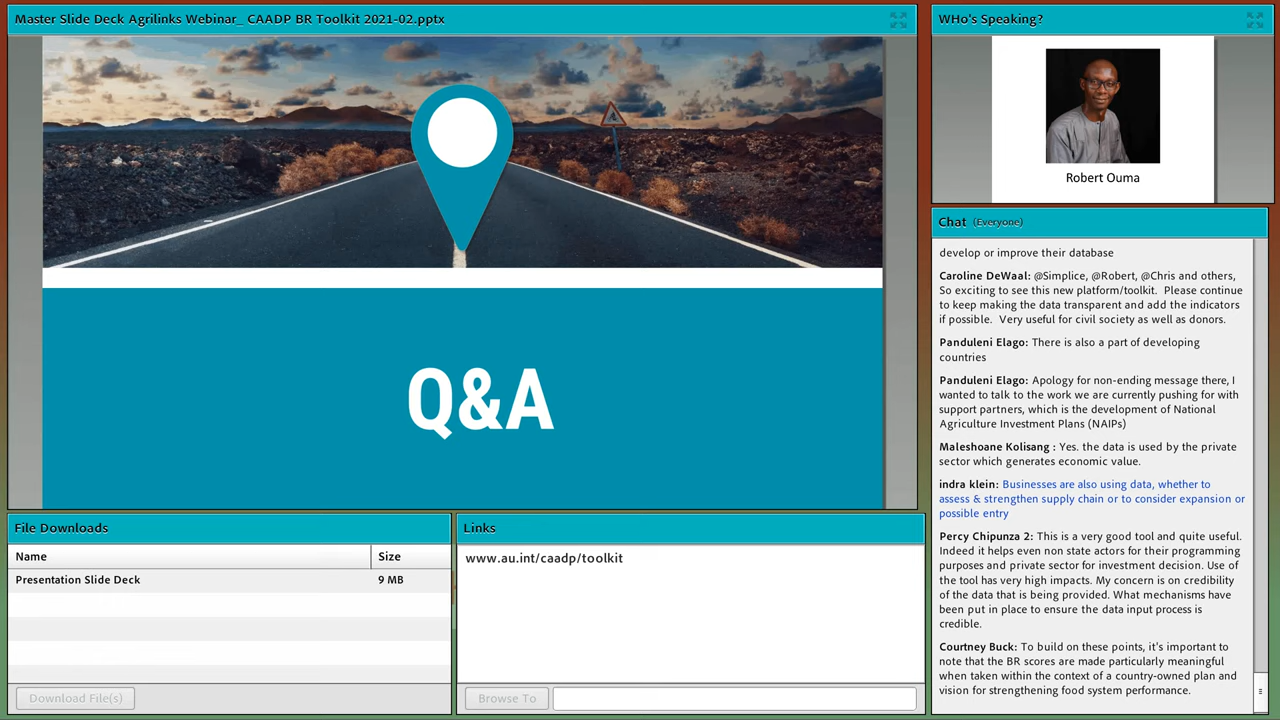 Master Slide Deck Agrilinks Webinar_ CAADP BR Toolkit 2021-02.pptx
Q&A
WHo's Speaking?
Robert Ouma
Chat (Everyone)
develop or improve their database
Caroline DeWaal: @Simplice, @Robert, @Chris and others,
So exciting to see this new platform/toolkit. Please continue
to keep making the data transparent and add the indicators
if possible. Very useful for civil society as well as donors.
Panduleni Elago: There is also a part of developing
countries
Panduleni Elago: Apology for non-ending message there, I
wanted to talk to the work we are currently pushing for with
support partners, which is the development of National
Agriculture Investment Plans (NAIPs)
Maleshoane Kolisang : Yes. the data is used by the private
sector which generates economic value.
indra klein: Businesses are also using data, whether to
assess & strengthen supply chain or to consider expansion or
possible entry
Percy Chipunza 2: This is a very good tool and quite useful.
Indeed it helps even non state actors for their programming
purposes and private sector for investment decision. Use of
the tool has very high impacts. My concern is on credibility
of the data that is being provided. What mechanisms have
been put in place to ensure the data input process is
credible.
Courtney Buck: To build on these points, it's important to
note that the BR scores are made particularly meaningful
when taken within the context of a country-owned plan and
vision for strengthening food system performance.
File Downloads
Name Size
Presentation Slide Deck 9 MB
Download File(s)
Links
www.au.int/caadp/toolkit
Browse To